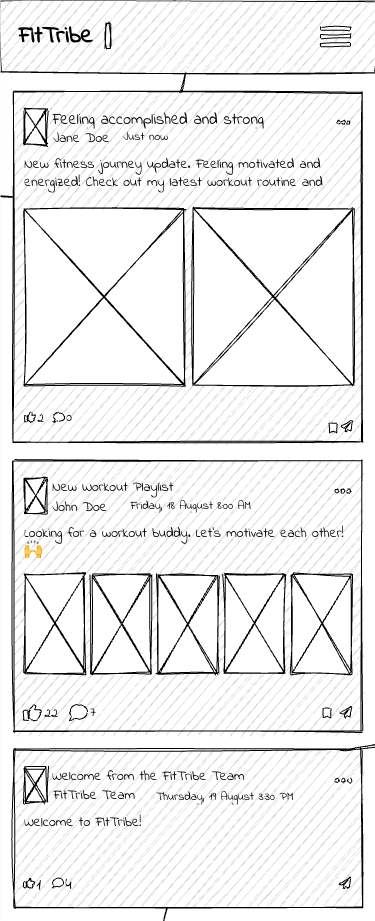 FitTribe
Feeling accomplished and strong
Jane Doe Just now
New fitness journey update. Feeling motivated and
energized! Check out my latest workout routine and
2 0
New Workout Playlist
John Doe Friday, 18 August 8:00 AM
Looking for a workout buddy. Let's motivate each other!
🙌
22 7
Welcome from the FitTribe Team
FitTribe Team Thursday, 19 August 3:30 PM
Welcome to FitTribe!
1 4